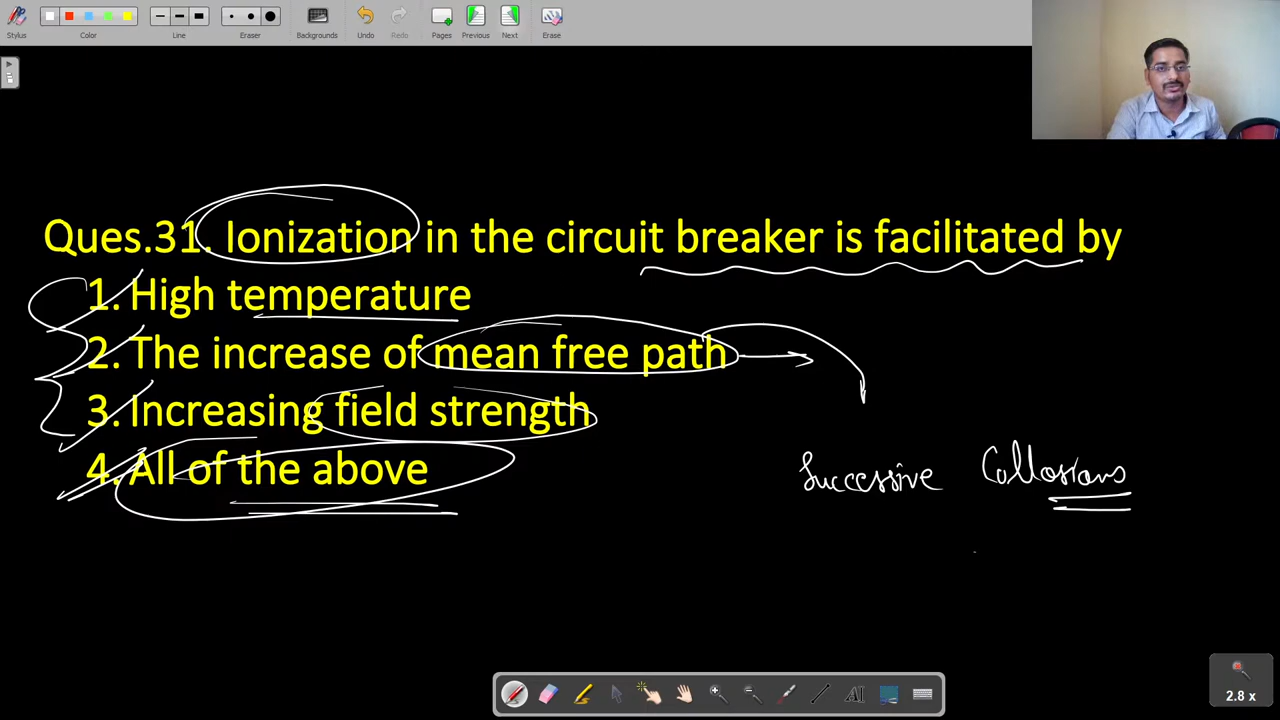 Stylus
Color
Line
Eraser
Backgrounds
Undo
Redo
Pages
Previous
Next
Erase
Ques.31. Ionization in the circuit breaker is facilitated by
1. High temperature
2. The increase of mean free path
3. Increasing field strength
4. All of the above
Successive Collosions
2.8 x